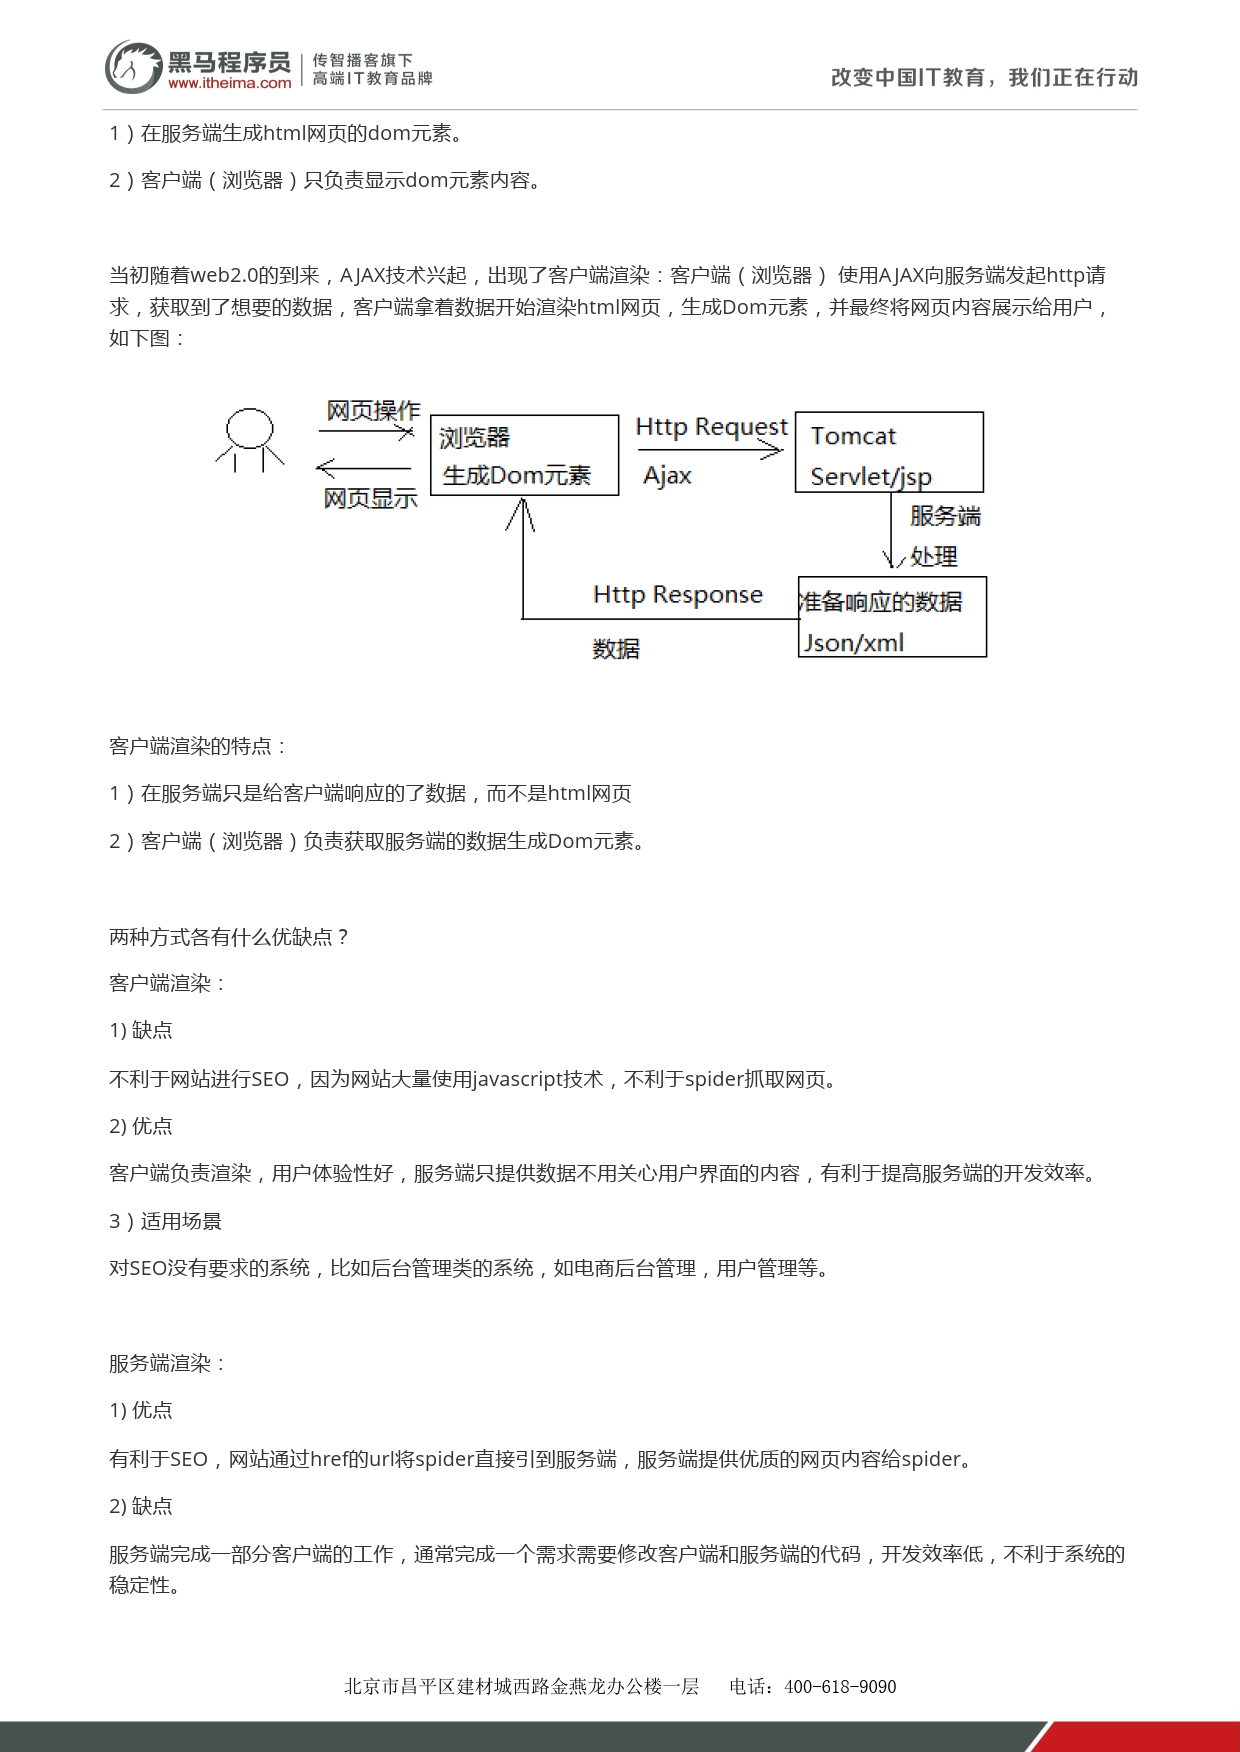 黑马程序员
www.itheima.com
传智播客旗下
高端IT教育品牌
改变中国IT教育，我们正在行动
1）在服务端生成html网页的dom元素。
2）客户端（浏览器）只负责显示dom元素内容。
当初随着web2.0的到来，AJAX技术兴起，出现了客户端渲染：客户端（浏览器） 使用AJAX向服务端发起http请
求，获取到了想要的数据，客户端拿着数据开始渲染html网页，生成Dom元素，并最终将网页内容展示给用户，
如下图：
网页操作
网页显示
浏览器
生成Dom元素
Http Request
Ajax
Tomcat
Servlet/jsp
服务端
处理
Http Response
数据
准备响应的数据
Json/xml
客户端渲染的特点：
1）在服务端只是给客户端响应的了数据，而不是html网页
2）客户端（浏览器）负责获取服务端的数据生成Dom元素。
两种方式各有什么优缺点？
客户端渲染：
1) 缺点
不利于网站进行SEO，因为网站大量使用javascript技术，不利于spider抓取网页。
2) 优点
客户端负责渲染，用户体验性好，服务端只提供数据不用关心用户界面的内容，有利于提高服务端的开发效率。
3）适用场景
对SEO没有要求的系统，比如后台管理类的系统，如电商后台管理，用户管理等。
服务端渲染：
1) 优点
有利于SEO，网站通过href的url将spider直接引到服务端，服务端提供优质的网页内容给spider。
2) 缺点
服务端完成一部分客户端的工作，通常完成一个需求需要修改客户端和服务端的代码，开发效率低，不利于系统的
稳定性。
北京市昌平区建材城西路金燕龙办公楼一层 电话：400-618-9090